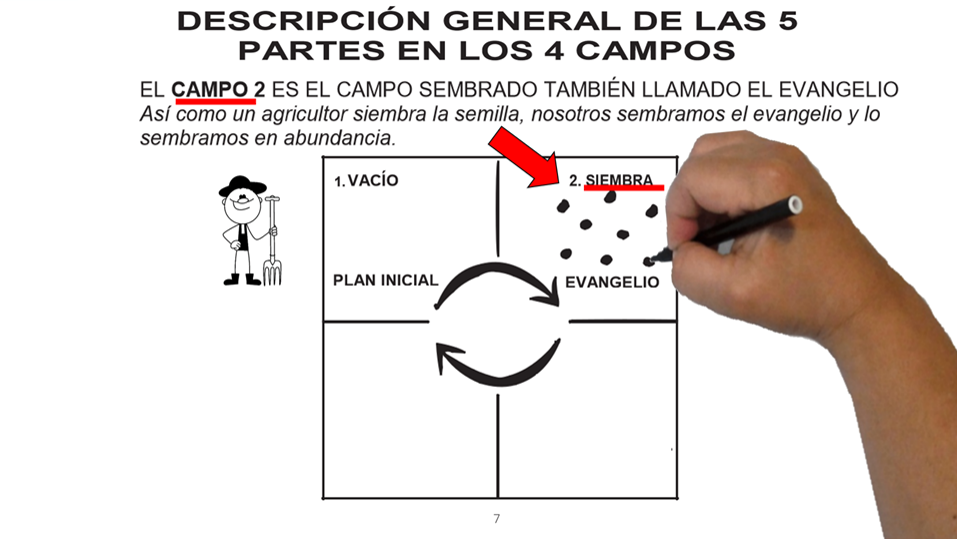 DESCRIPCIÓN GENERAL DE LAS 5
PARTES EN LOS 4 CAMPOS
EL CAMPO 2 ES EL CAMPO SEMBRADO TAMBIÉN LLAMADO EL EVANGELIO
Así como un agricultor siembra la semilla, nosotros sembramos el evangelio y lo
sembramos en abundancia.
1. VACÍO
2. SIEMBRA
PLAN INICIAL
EVANGELIO
7